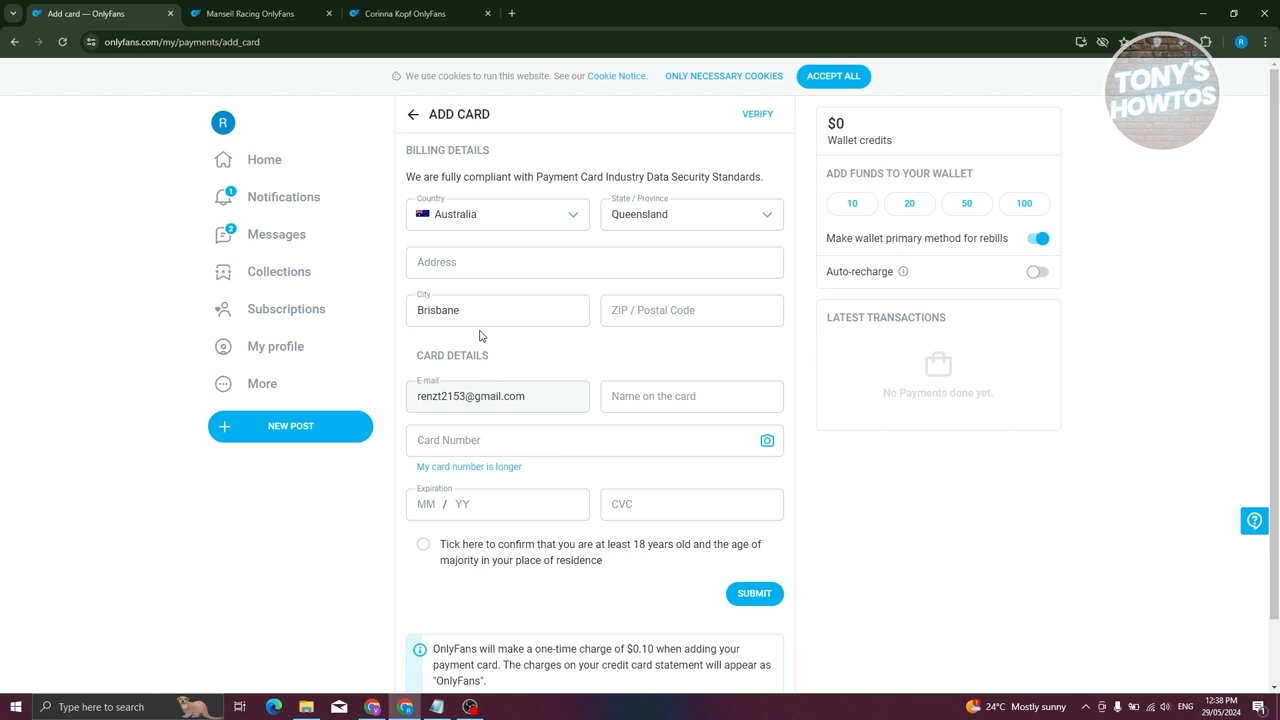 Add card — OnlyFans
Mansell Racing OnlyFans
Corinna Kopf OnlyFans
onlyfans.com/my/payments/add_card
R
We use cookies to run this website. See our Cookie Notice.
ONLY NECESSARY COOKIES
ACCEPT ALL
TONY'S
HOWTOS
R
Home
1
Notifications
2
Messages
Collections
Subscriptions
My profile
More
NEW POST
ADD CARD
VERIFY
BILLING DETAILS
We are fully compliant with Payment Card Industry Data Security Standards.
Country
Australia
State / Province
Queensland
Address
City
Brisbane
ZIP / Postal Code
CARD DETAILS
E-mail
renzt2153@gmail.com
Name on the card
Card Number
My card number is longer
Expiration
MM / YY
CVC
Tick here to confirm that you are at least 18 years old and the age of
majority in your place of residence
SUBMIT
OnlyFans will make a one-time charge of $0.10 when adding your
payment card. The charges on your credit card statement will appear as
"OnlyFans".
$0
Wallet credits
ADD FUNDS TO YOUR WALLET
10
20
50
100
Make wallet primary method for rebills
Auto-recharge
LATEST TRANSACTIONS
No Payments done yet.
Type here to search
24°C Mostly sunny
12:38 PM
29/05/2024